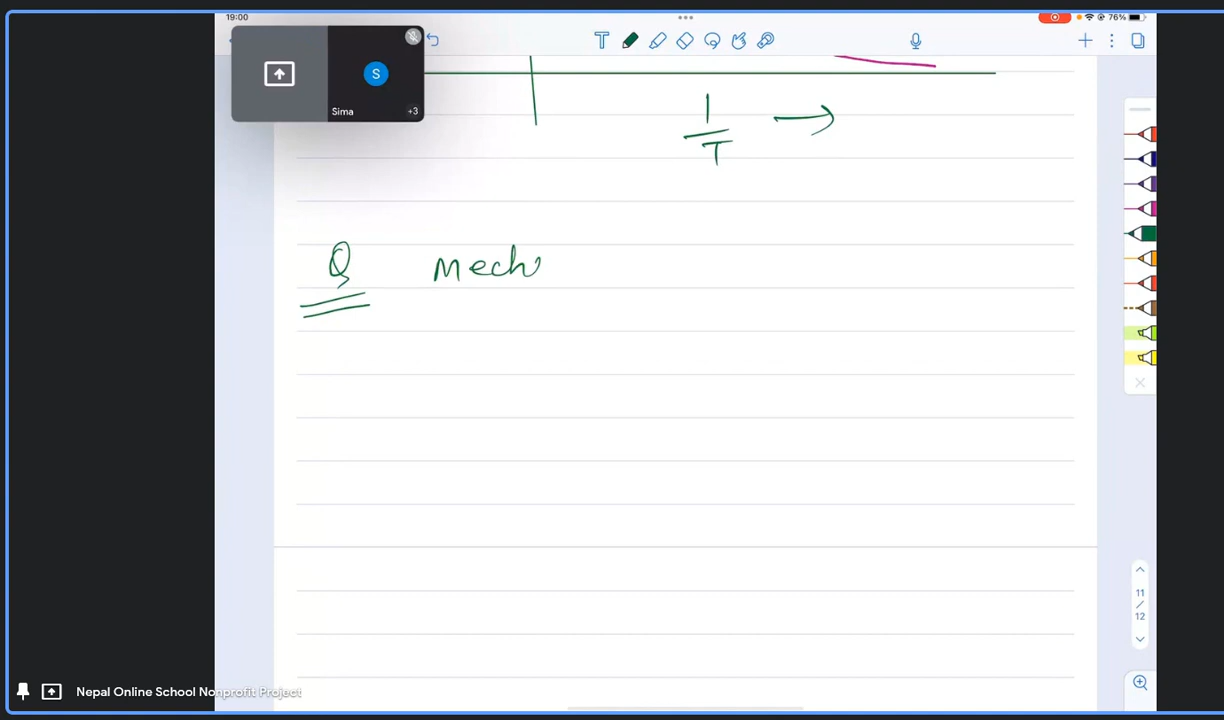 19:00
76%
T
S
Sima
+3
1
T
Q Mech
11
/
12
Nepal Online School Nonprofit Project